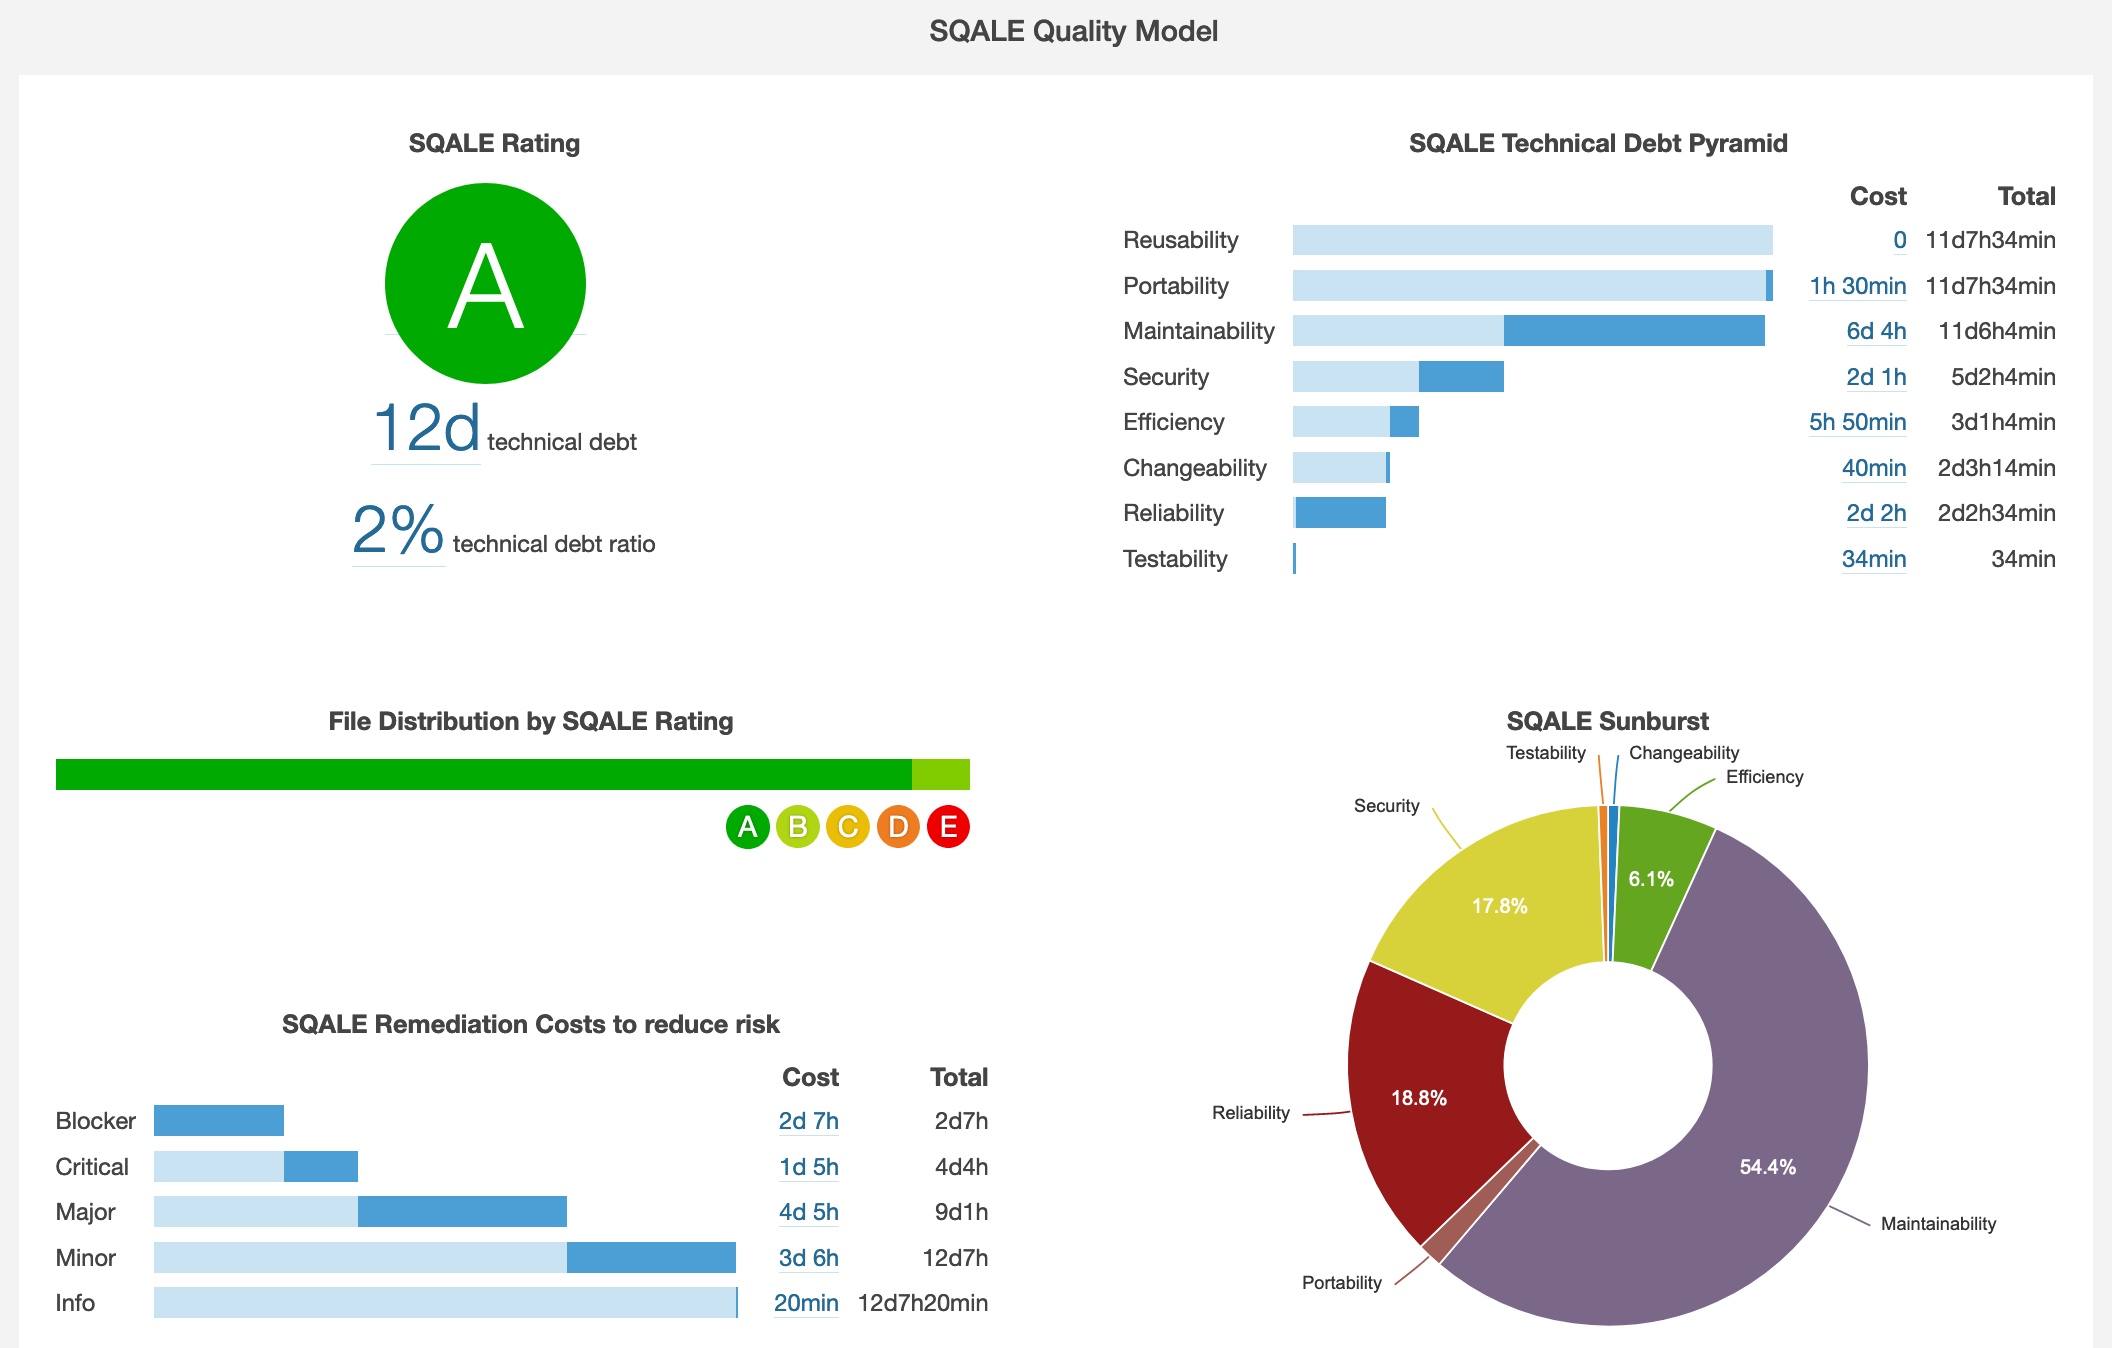 SQALE Quality Model
SQALE Rating
A
12d technical debt
2% technical debt ratio
SQALE Technical Debt Pyramid
Cost Total
Reusability 0 11d7h34min
Portability 1h 30min 11d7h34min
Maintainability 6d 4h 11d6h4min
Security 2d 1h 5d2h4min
Efficiency 5h 50min 3d1h4min
Changeability 40min 2d3h14min
Reliability 2d 2h 2d2h34min
Testability 34min 34min
File Distribution by SQALE Rating
A B C D E
SQALE Remediation Costs to reduce risk
Cost Total
Blocker 2d 7h 2d7h
Critical 1d 5h 4d4h
Major 4d 5h 9d1h
Minor 3d 6h 12d7h
Info 20min 12d7h20min
SQALE Sunburst
Testability Changeability
Efficiency
Security
6.1%
17.8%
18.8%
Reliability
54.4%
Maintainability
Portability